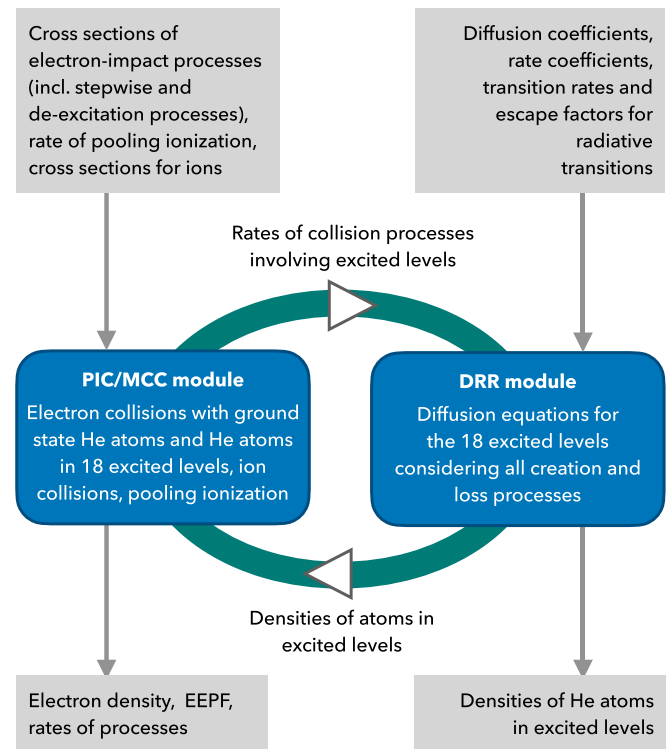 Cross sections of
electron-impact processes
(incl. stepwise and
de-excitation processes),
rate of pooling ionization,
cross sections for ions
Diffusion coefficients,
rate coefficients,
transition rates and
escape factors for
radiative
transitions
Rates of collision processes
involving excited levels
PIC/MCC module
Electron collisions with ground
state He atoms and He atoms
in 18 excited levels, ion
collisions, pooling ionization
DRR module
Diffusion equations for
the 18 excited levels
considering all creation and
loss processes
Densities of atoms in
excited levels
Electron density, EEPF,
rates of processes
Densities of He atoms
in excited levels